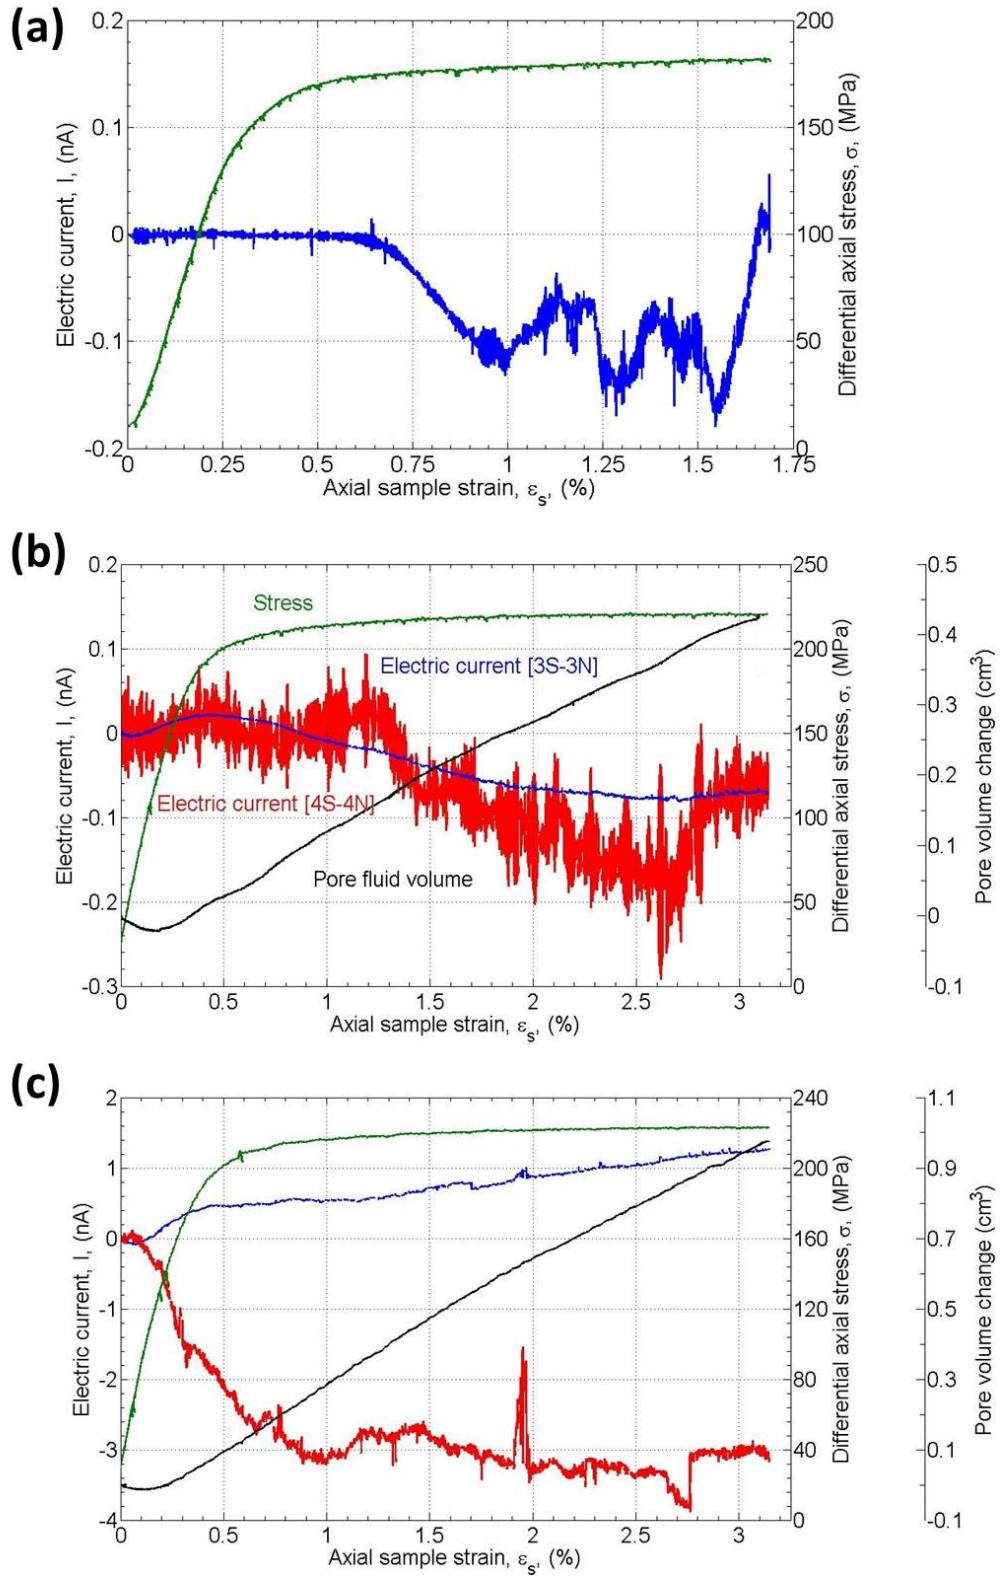 (a)
0.2
0.1
0
-0.1
-0.2
Electric current, I, (nA)
200
150
100
50
0
Differential axial stress, σ, (MPa)
0 0.25 0.5 0.75 1 1.25 1.5 1.75
Axial sample strain, εs, (%)
(b)
0.2
0.1
0
-0.1
-0.2
-0.3
Electric current, I, (nA)
Stress
Electric current [3S-3N]
Electric current [4S-4N]
Pore fluid volume
250
200
150
100
50
0
Differential axial stress, σ, (MPa)
0.5
0.4
0.3
0.2
0.1
0
-0.1
Pore volume change (cm3)
0 0.5 1 1.5 2 2.5 3
Axial sample strain, εs, (%)
(c)
2
1
0
-1
-2
-3
-4
Electric current, I, (nA)
240
200
160
120
80
40
0
Differential axial stress, σ, (MPa)
1.1
0.9
0.7
0.5
0.3
0.1
-0.1
Pore volume change (cm3)
0 0.5 1 1.5 2 2.5 3
Axial sample strain, εs, (%)